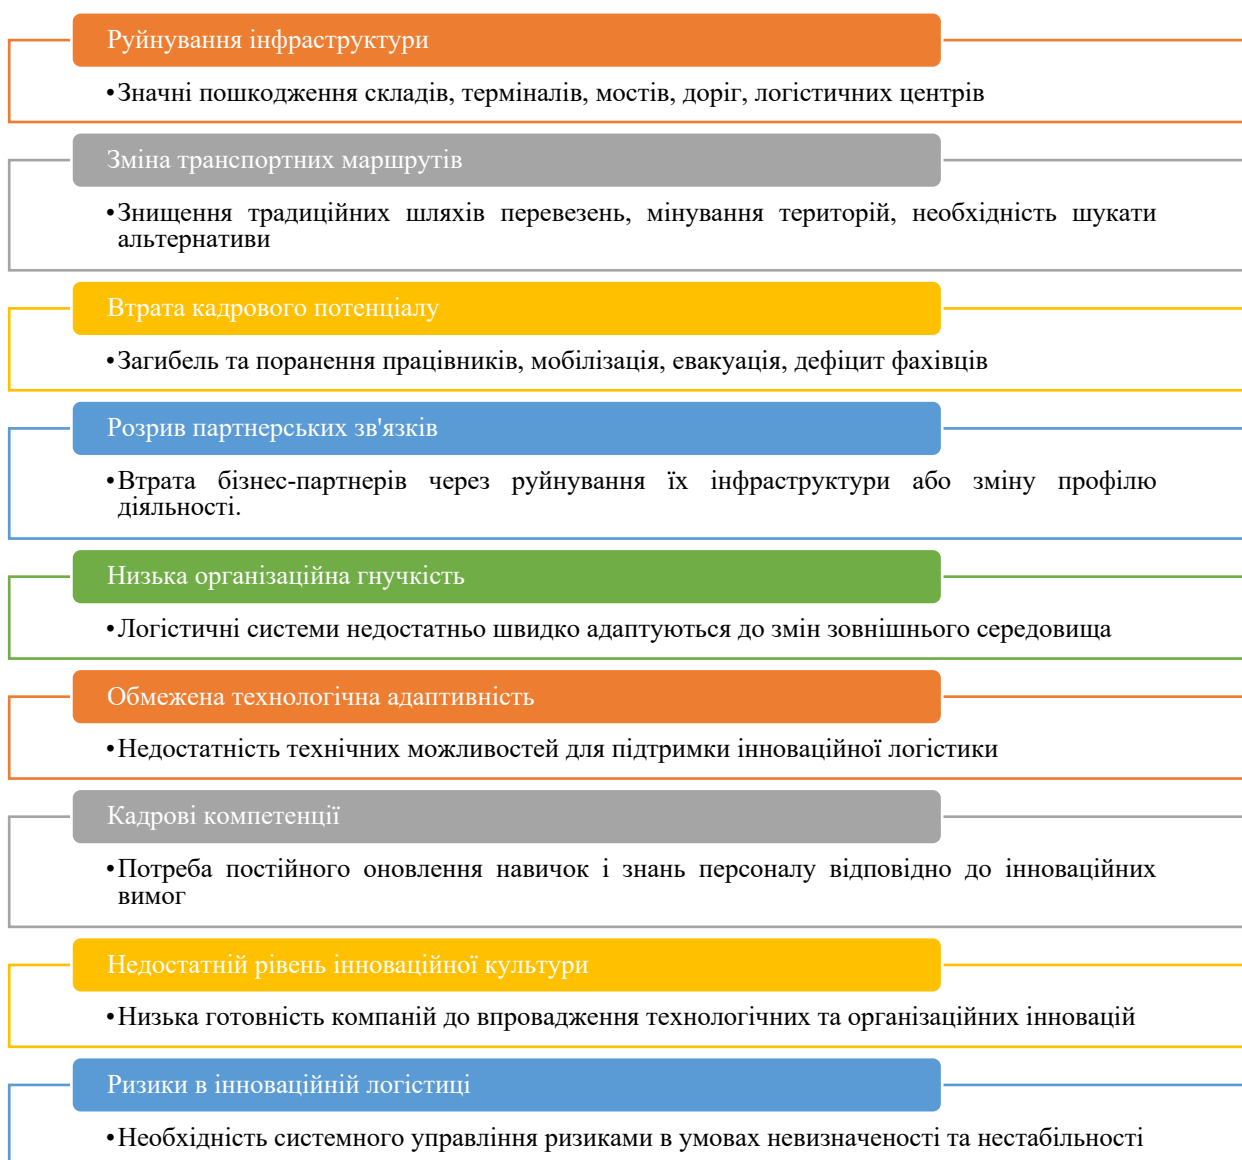 Руйнування інфраструктури
•Значні пошкодження складів, терміналів, мостів, доріг, логістичних центрів
Зміна транспортних маршрутів
•Знищення традиційних шляхів перевезень, мінування територій, необхідність шукати
альтернативи
Втрата кадрового потенціалу
•Загибель та поранення працівників, мобілізація, евакуація, дефіцит фахівців
Розрив партнерських зв'язків
•Втрата бізнес-партнерів через руйнування їх інфраструктури або зміну профілю
діяльності.
Низька організаційна гнучкість
•Логістичні системи недостатньо швидко адаптуються до змін зовнішнього середовища
Обмежена технологічна адаптивність
•Недостатність технічних можливостей для підтримки інноваційної логістики
Кадрові компетенції
•Потреба постійного оновлення навичок і знань персоналу відповідно до інноваційних
вимог
Недостатній рівень інноваційної культури
•Низька готовність компаній до впровадження технологічних та організаційних інновацій
Ризики в інноваційній логістиці
•Необхідність системного управління ризиками в умовах невизначеності та нестабільності